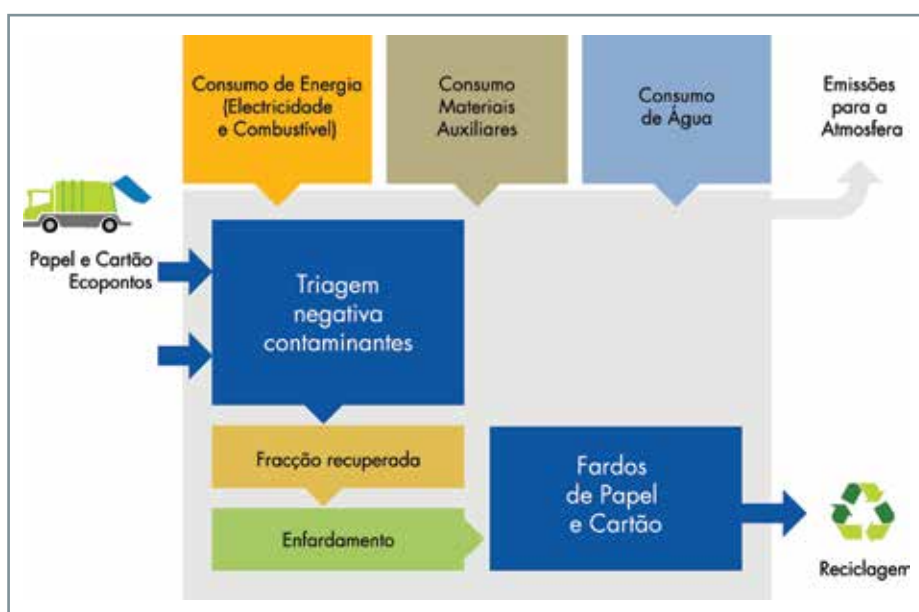 Consumo de Energia
(Electricidade
e Combustível)
Consumo
Materiais
Auxiliares
Consumo
de Água
Emissões
para a
Atmosfera
Papel e Cartão
Ecopontos
Triagem
negativa
contaminantes
Fracção recuperada
Enfardamento
Fardos
de Papel
e Cartão
Reciclagem